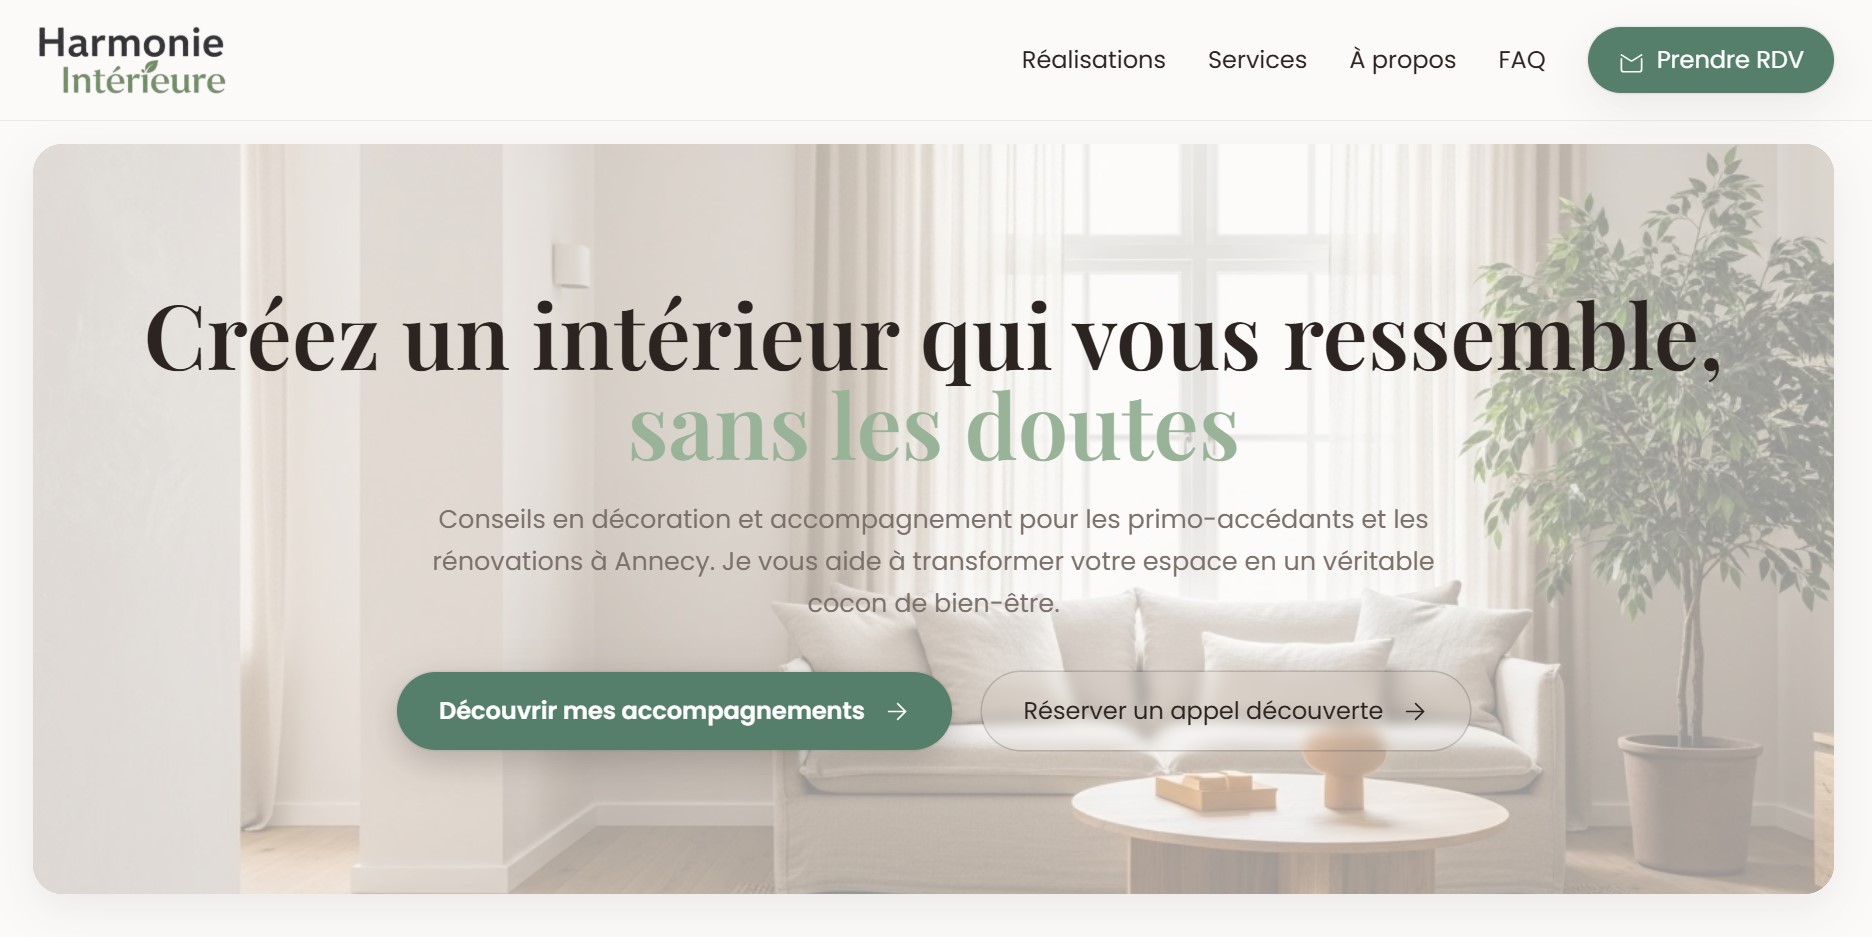 Harmonie
Intérieure
Réalisations
Services
À propos
FAQ
Prendre RDV
Créez un intérieur qui vous ressemble,
sans les doutes
Conseils en décoration et accompagnement pour les primo-accédants et les
rénovations à Annecy. Je vous aide à transformer votre espace en un véritable
cocon de bien-être.
Découvrir mes accompagnements →
Réserver un appel découverte →